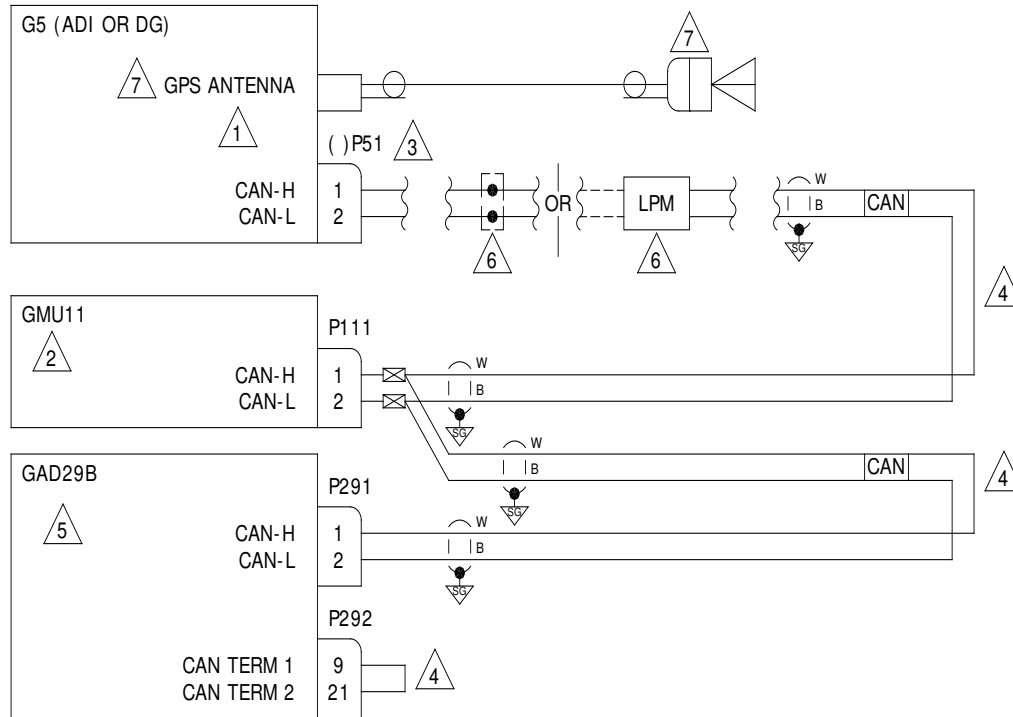 G5 (ADI OR DG)
7
7 GPS ANTENNA
1
( ) P51 3
CAN-H 1
CAN-L 2
OR
LPM
W
B
CAN
6
6
SG
4
GMU11
2
P111
CAN-H 1
CAN-L 2
W
B
SG
W
B
CAN
SG
4
GAD29B
5
P291
CAN-H 1
CAN-L 2
W
B
SG
P292
CAN TERM 1 9
CAN TERM 2 21
4